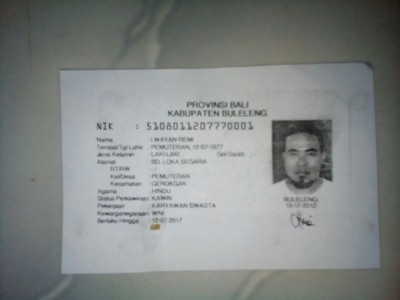 PROVINSI BALI
KABUPATEN BULELENG
NIK : 5108011207770001
Nama : I WAYAN REMI
Tempat/Tgl Lahir : PEMUTERAN, 12-07-1977
Jenis Kelamin : LAKI-LAKI Gol.Darah :
Alamat : BD. LOKA SEGARA
RT/RW :
Kel/Desa : PEMUTERAN
Kecamatan : GEROKGAK
Agama : HINDU
Status Perkawinan : KAWIN
Pekerjaan : KARYAWAN SWASTA
Kewarganegaraan : WNI
Berlaku Hingga : 12-07-2017
BULELENG
13-12-2012